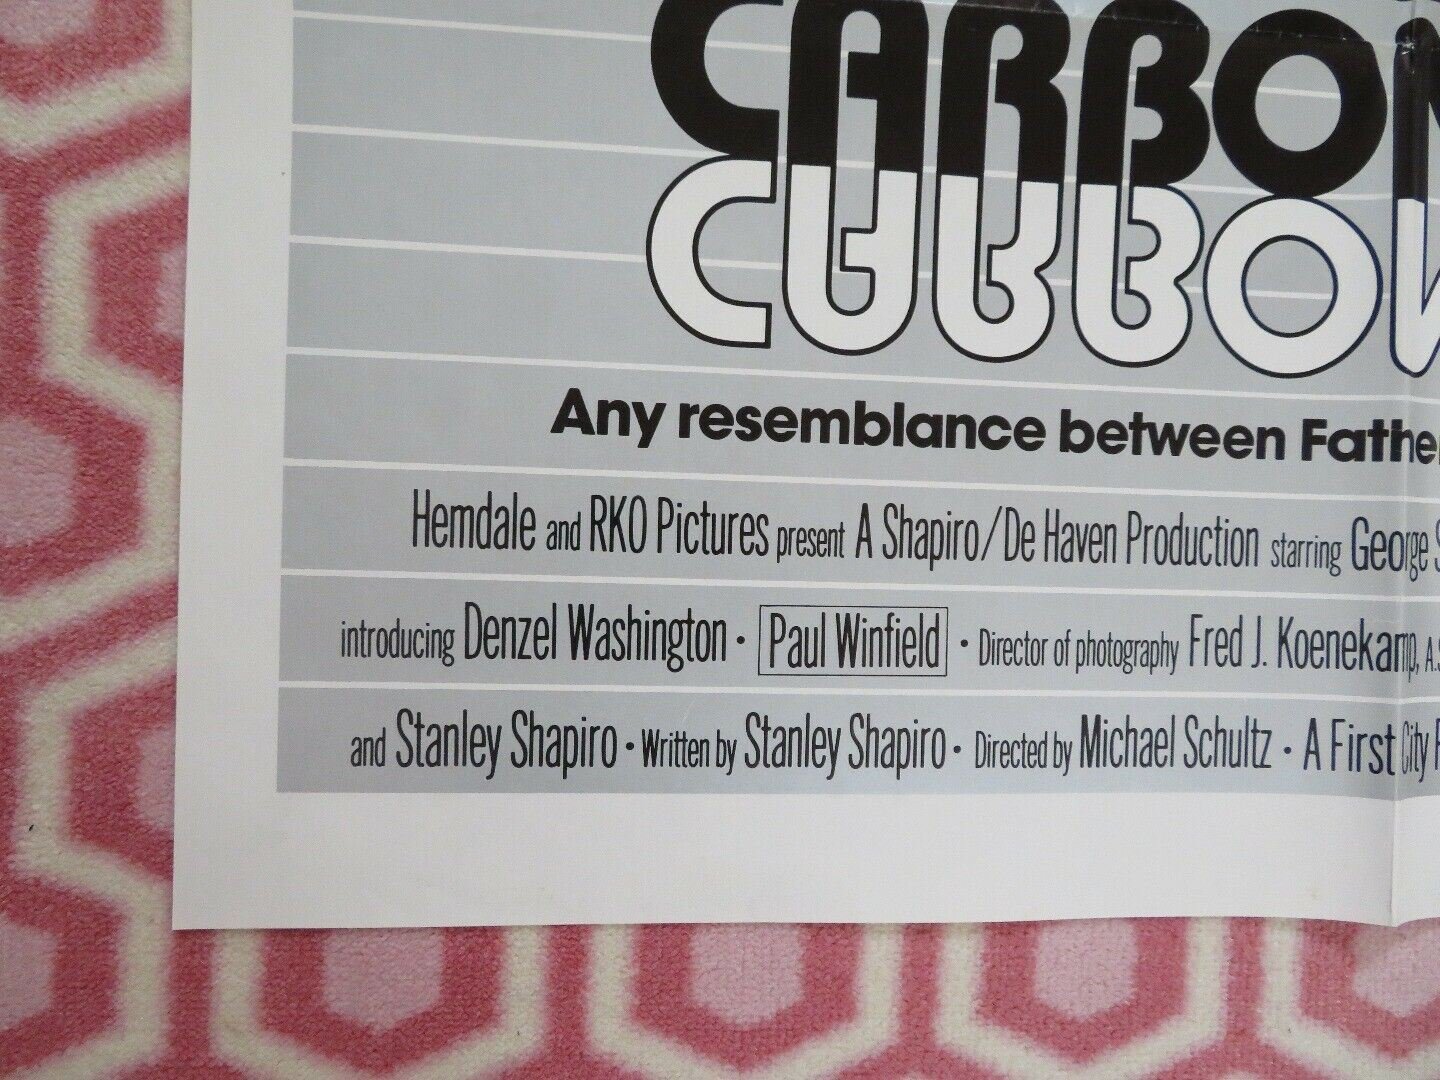 CARBON
Any resemblance between Father
Hemdale and RKO Pictures present A Shapiro/De Haven Production starring George S
introducing Denzel Washington • Paul Winfield • Director of photography Fred J. Koenekamp, A.S
and Stanley Shapiro • Written by Stanley Shapiro • Directed by Michael Schultz • A First City